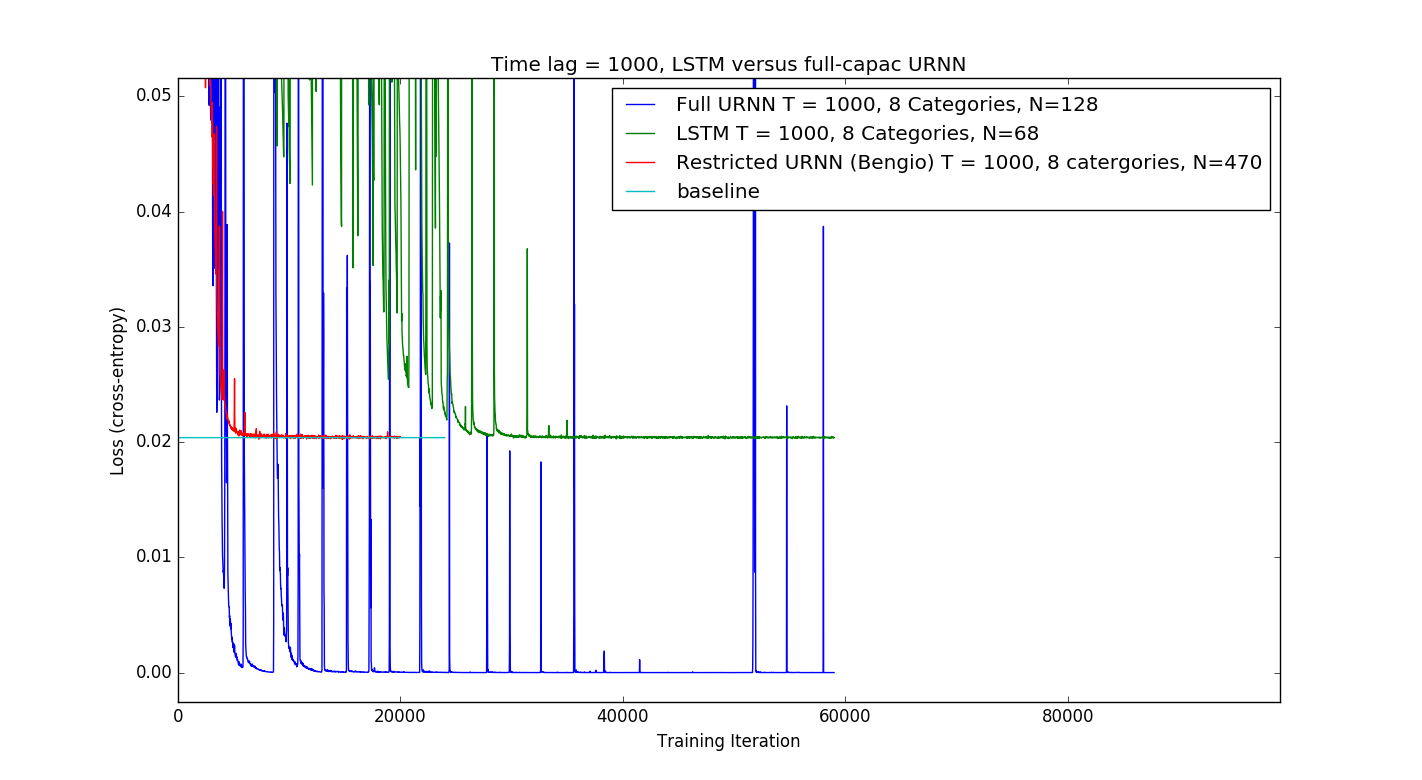 Time lag = 1000, LSTM versus full-capac URNN
Full URNN T = 1000, 8 Categories, N=128
LSTM T = 1000, 8 Categories, N=68
Restricted URNN (Bengio) T = 1000, 8 catergories, N=470
baseline
Loss (cross-entropy)
0.05
0.04
0.03
0.02
0.01
0.00
0 20000 40000 60000 80000
Training Iteration